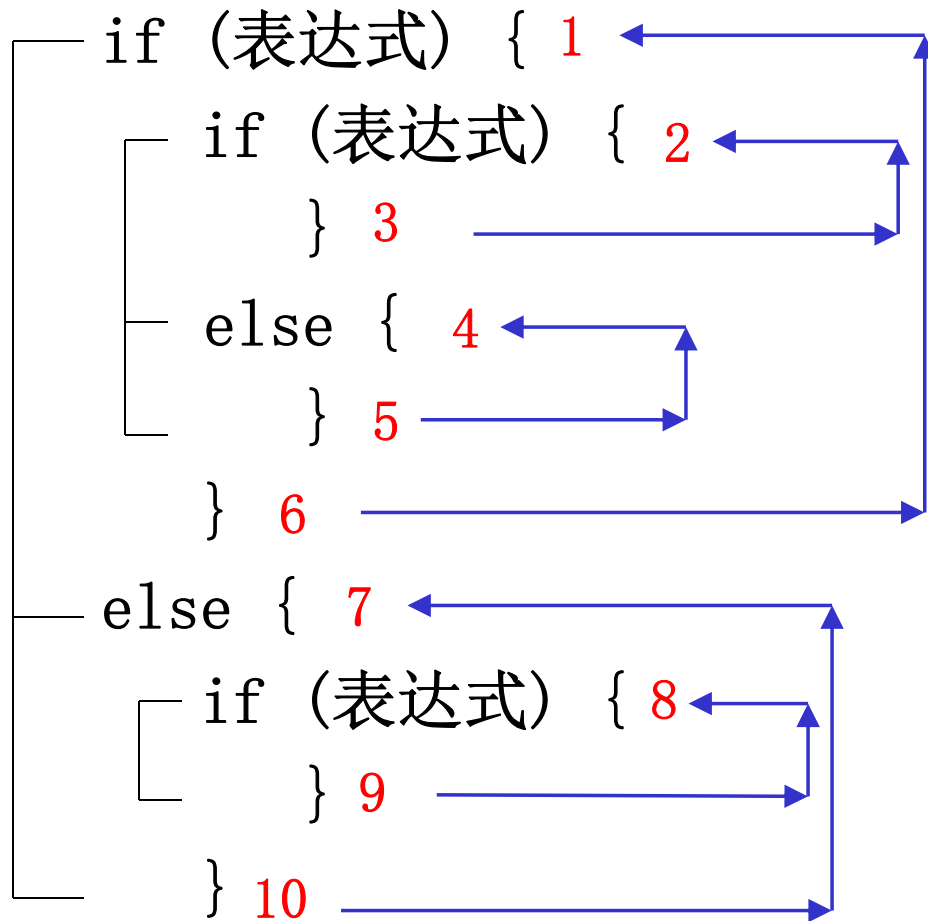 if (表达式) { 1
if (表达式) { 2
} 3
else { 4
} 5
} 6
else { 7
if (表达式) { 8
} 9
} 10